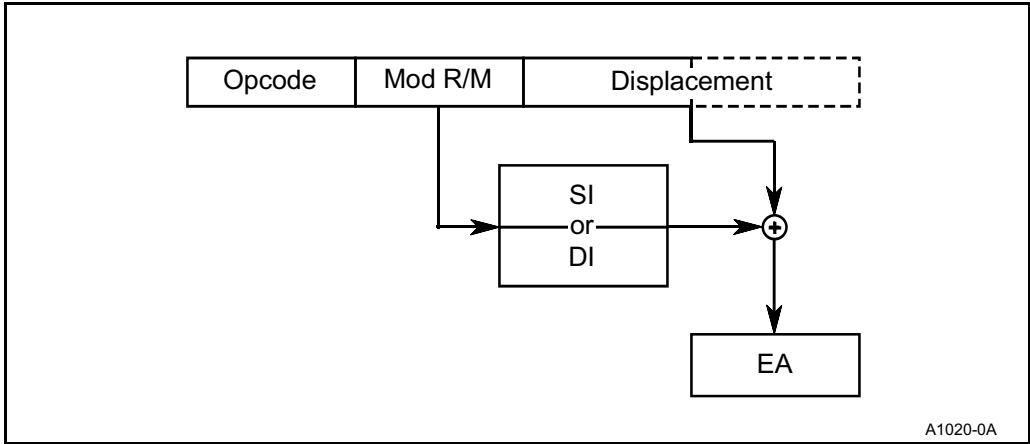 Opcode
Mod R/M
Displacement
SI
or
DI
EA
A1020-0A